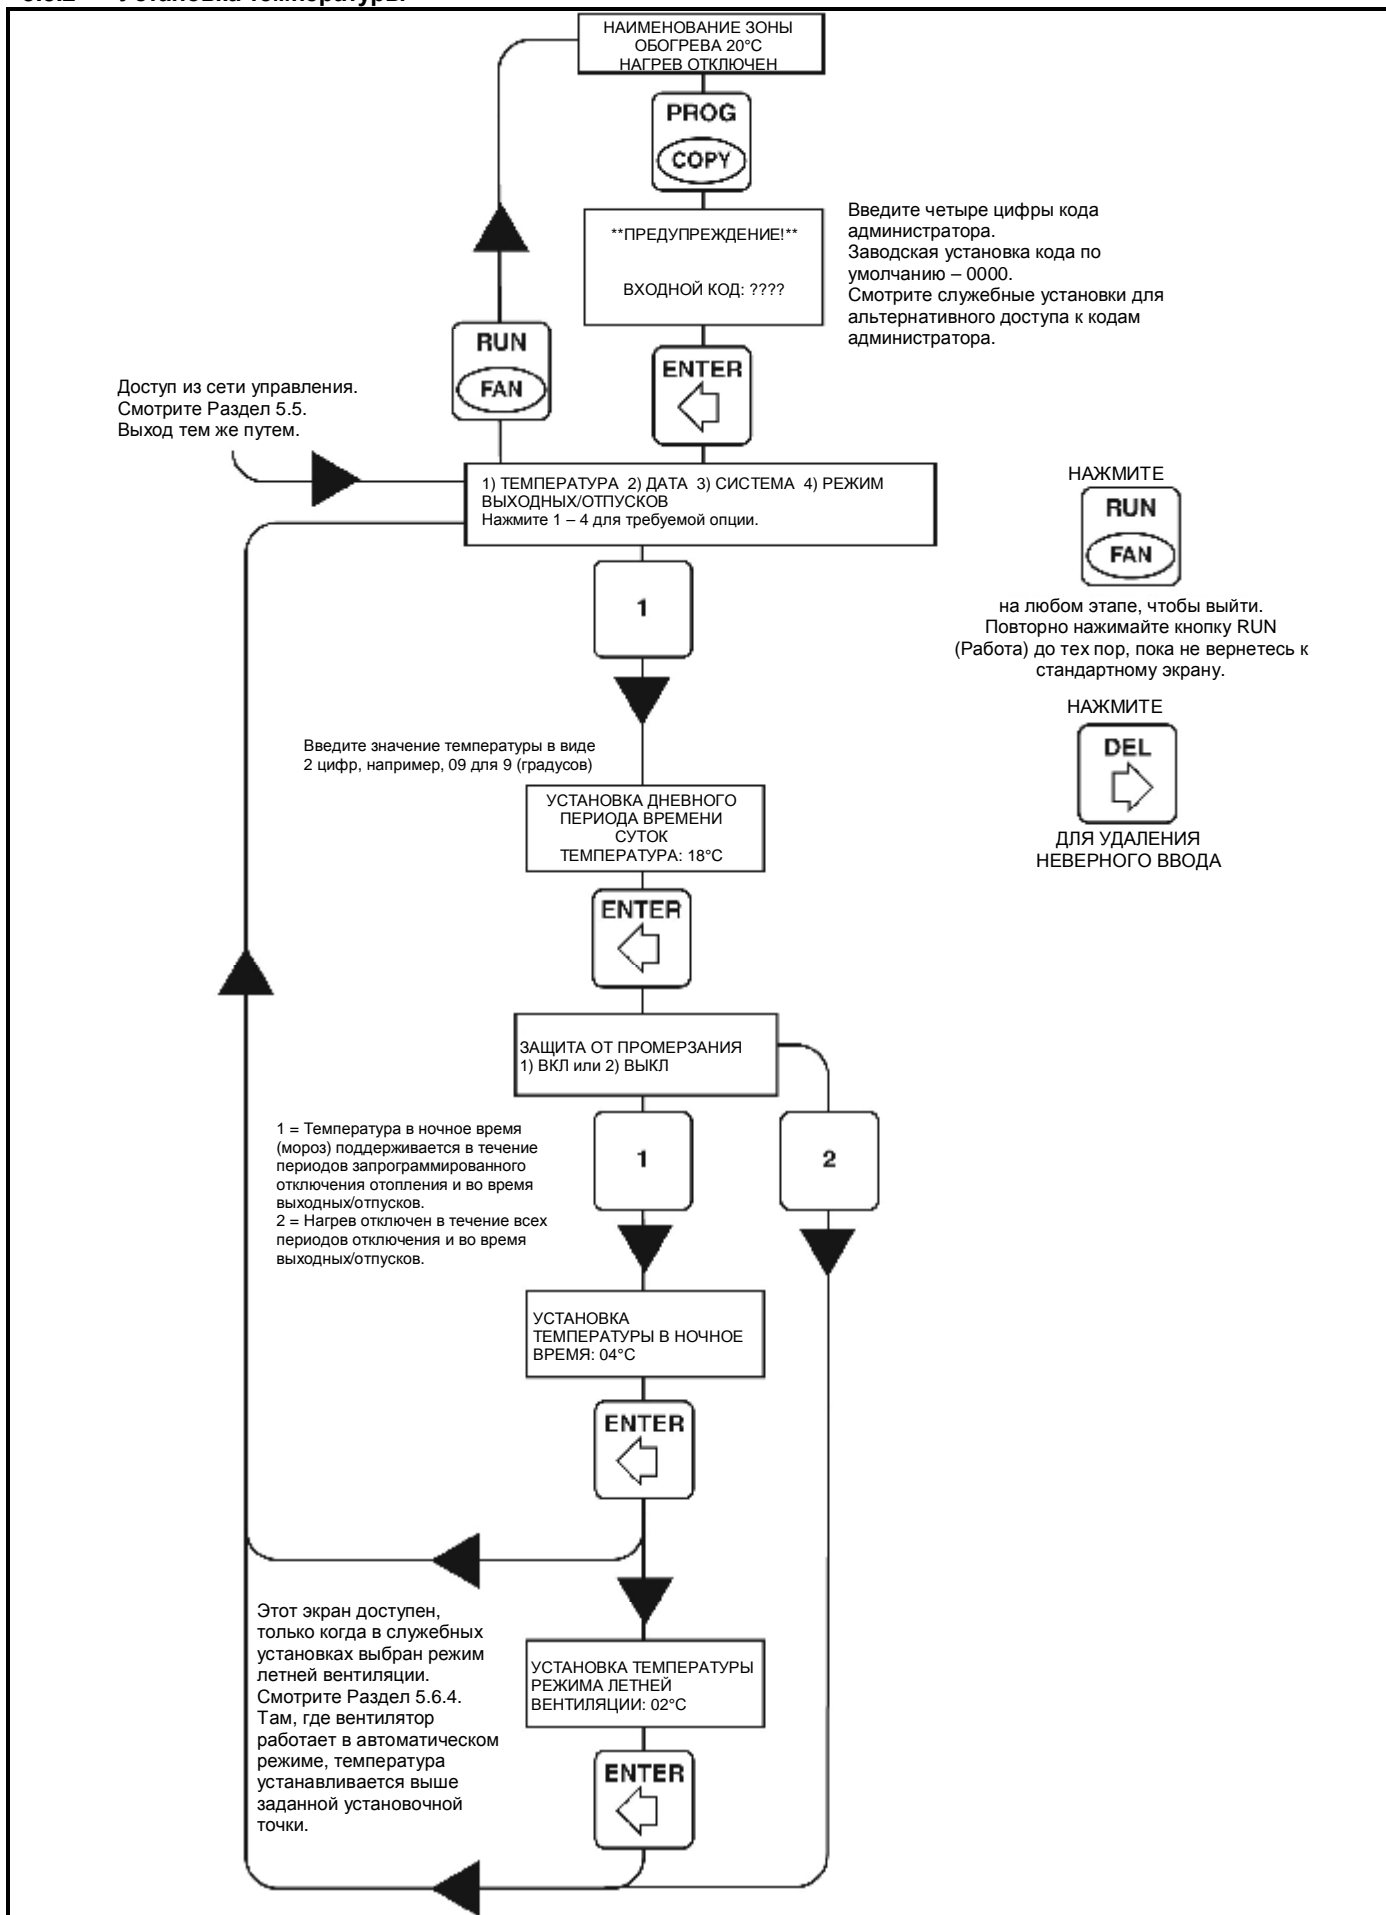 Установка температуры
НАИМЕНОВАНИЕ ЗОНЫ
ОБОГРЕВА 20°C
НАГРЕВ ОТКЛЮЧЕН
PROG
COPY
**ПРЕДУПРЕЖДЕНИЕ!**
ВХОДНОЙ КОД: ????
Введите четыре цифры кода
администратора.
Заводская установка кода по
умолчанию – 0000.
Смотрите служебные установки для
альтернативного доступа к кодам
администратора.
RUN
FAN
ENTER
Доступ из сети управления.
Смотрите Раздел 5.5.
Выход тем же путем.
1) ТЕМПЕРАТУРА 2) ДАТА 3) СИСТЕМА 4) РЕЖИМ
ВЫХОДНЫХ/ОТПУСКОВ
Нажмите 1 – 4 для требуемой опции.
НАЖМИТЕ
RUN
FAN
на любом этапе, чтобы выйти.
Повторно нажимайте кнопку RUN
(Работа) до тех пор, пока не вернетесь к
стандартному экрану.
НАЖМИТЕ
DEL
ДЛЯ УДАЛЕНИЯ
НЕВЕРНОГО ВВОДА
1
Введите значение температуры в виде
2 цифр, например, 09 для 9 (градусов)
УСТАНОВКА ДНЕВНОГО
ПЕРИОДА ВРЕМЕНИ
СУТОК
ТЕМПЕРАТУРА: 18°C
ENTER
ЗАЩИТА ОТ ПРОМЕРЗАНИЯ
1) ВКЛ или 2) ВЫКЛ
1
2
1 = Температура в ночное время
(мороз) поддерживается в течение
периодов запрограммированного
отключения отопления и во время
выходных/отпусков.
2 = Нагрев отключен в течение всех
периодов отключения и во время
выходных/отпусков.
УСТАНОВКА
ТЕМПЕРАТУРЫ В НОЧНОЕ
ВРЕМЯ: 04°C
ENTER
Этот экран доступен,
только когда в служебных
установках выбран режим
летней вентиляции.
Смотрите Раздел 5.6.4.
Там, где вентилятор
работает в автоматическом
режиме, температура
устанавливается выше
заданной установочной
точки.
УСТАНОВКА ТЕМПЕРАТУРЫ
РЕЖИМА ЛЕТНЕЙ
ВЕНТИЛЯЦИИ: 02°C
ENTER